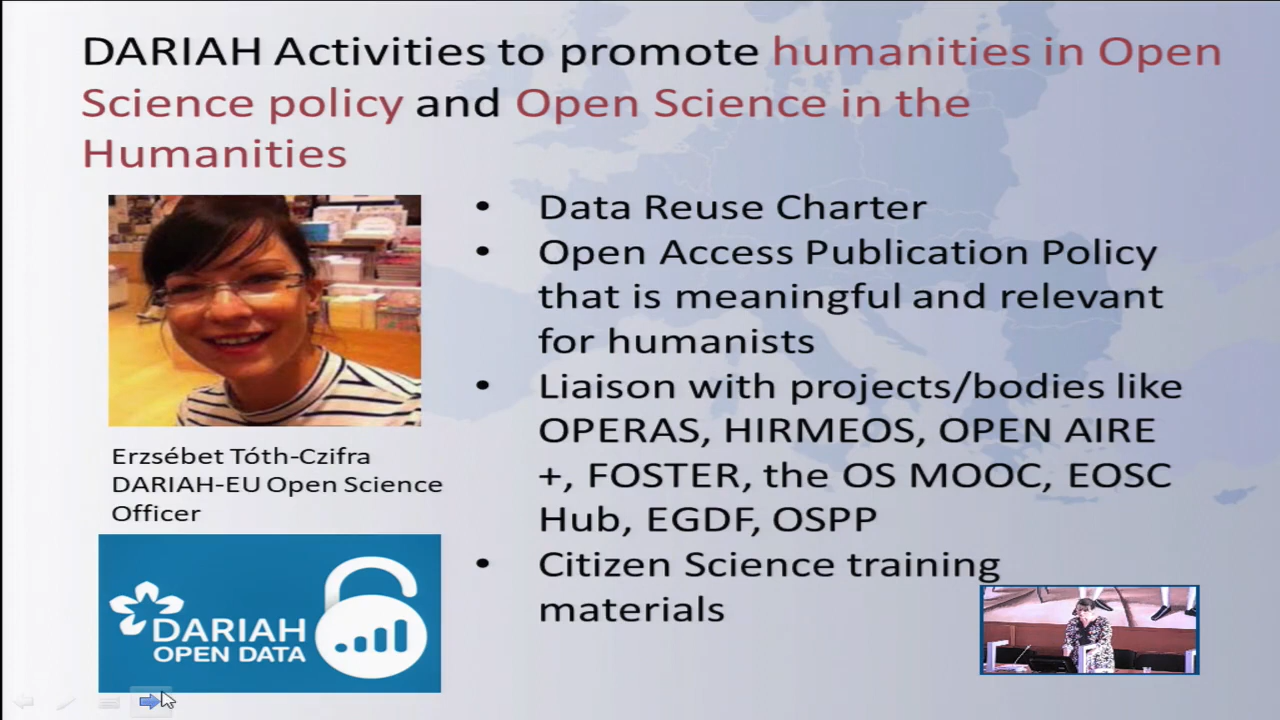 DARIAH Activities to promote humanities in Open
Science policy and Open Science in the
Humanities
• Data Reuse Charter
• Open Access Publication Policy
that is meaningful and relevant
for humanists
• Liaison with projects/bodies like
OPERAS, HIRMEOS, OPEN AIRE
+, FOSTER, the OS MOOC, EOSC
Hub, EGDF, OSPP
• Citizen Science training
materials
Erzsébet Tóth-Czifra
DARIAH-EU Open Science
Officer
DARIAH
OPEN DATA